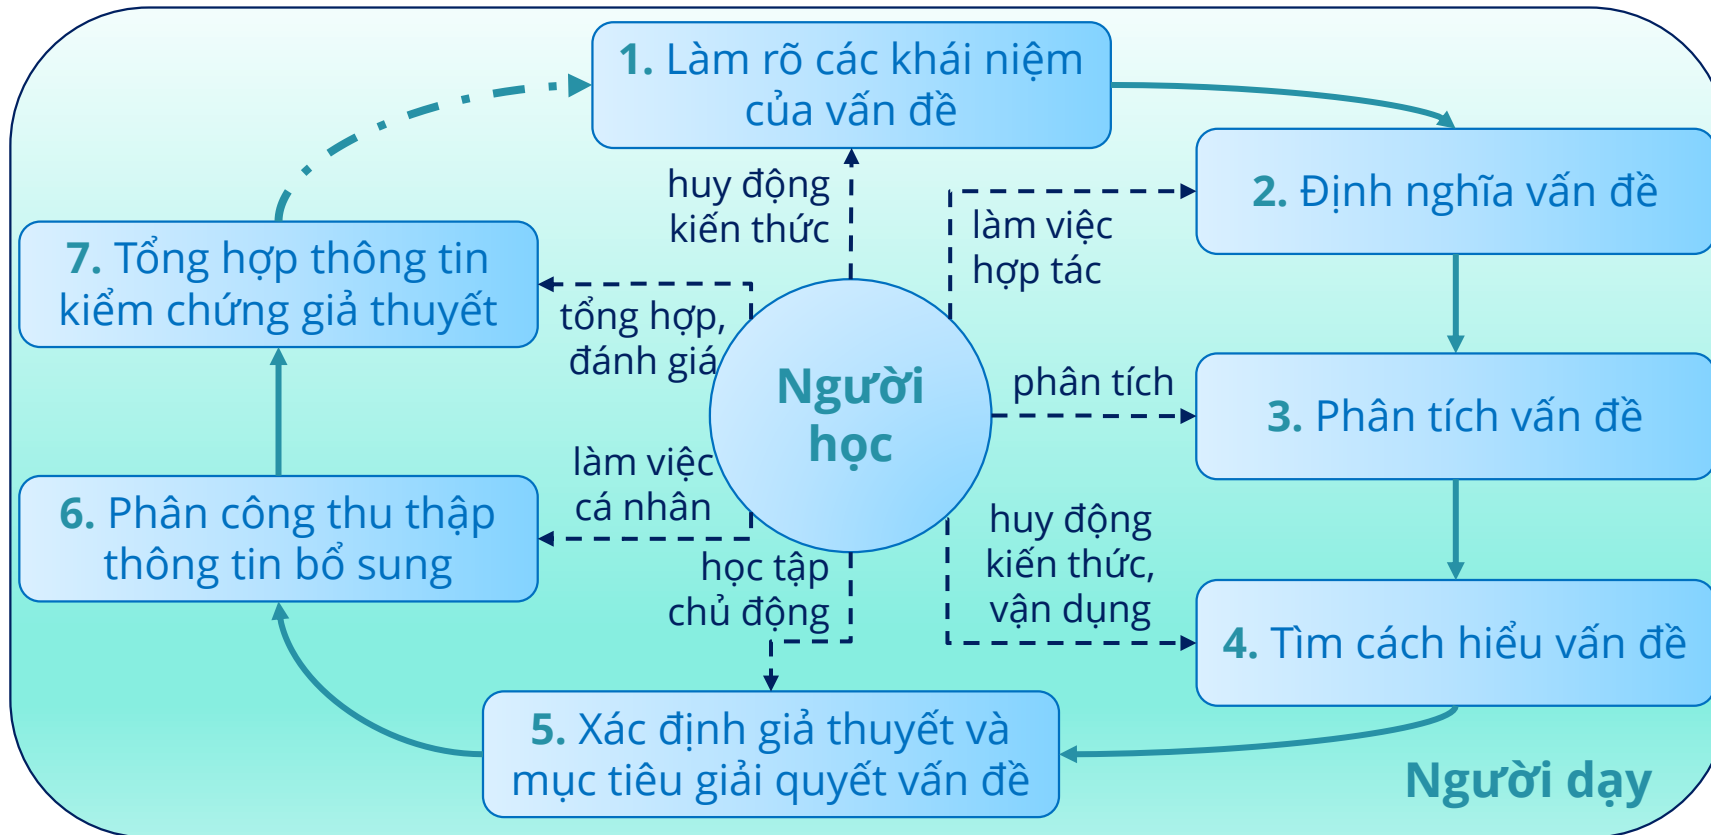 1. Làm rõ các khái niệm
của vấn đề
2. Định nghĩa vấn đề
3. Phân tích vấn đề
4. Tìm cách hiểu vấn đề
5. Xác định giả thuyết và
mục tiêu giải quyết vấn đề
6. Phân công thu thập
thông tin bổ sung
7. Tổng hợp thông tin
kiểm chứng giả thuyết
huy động
kiến thức
làm việc
hợp tác
phân tích
huy động
kiến thức,
vận dụng
học tập
chủ động
làm việc
cá nhân
tổng hợp,
đánh giá
Người
học
Người dạy